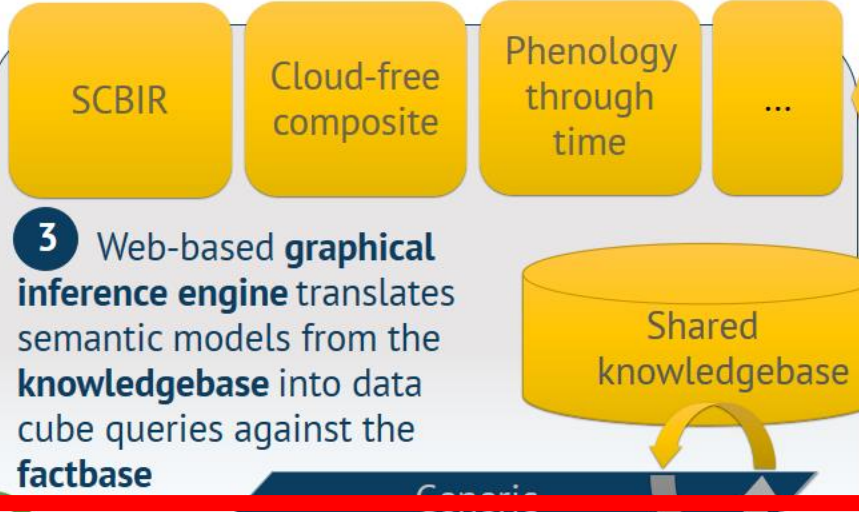 SCBIR
Cloud-free
composite
Phenology
through
time
...
3 Web-based graphical
inference engine translates
semantic models from the
knowledgebase into data
cube queries against the
factbase
Shared
knowledgebase